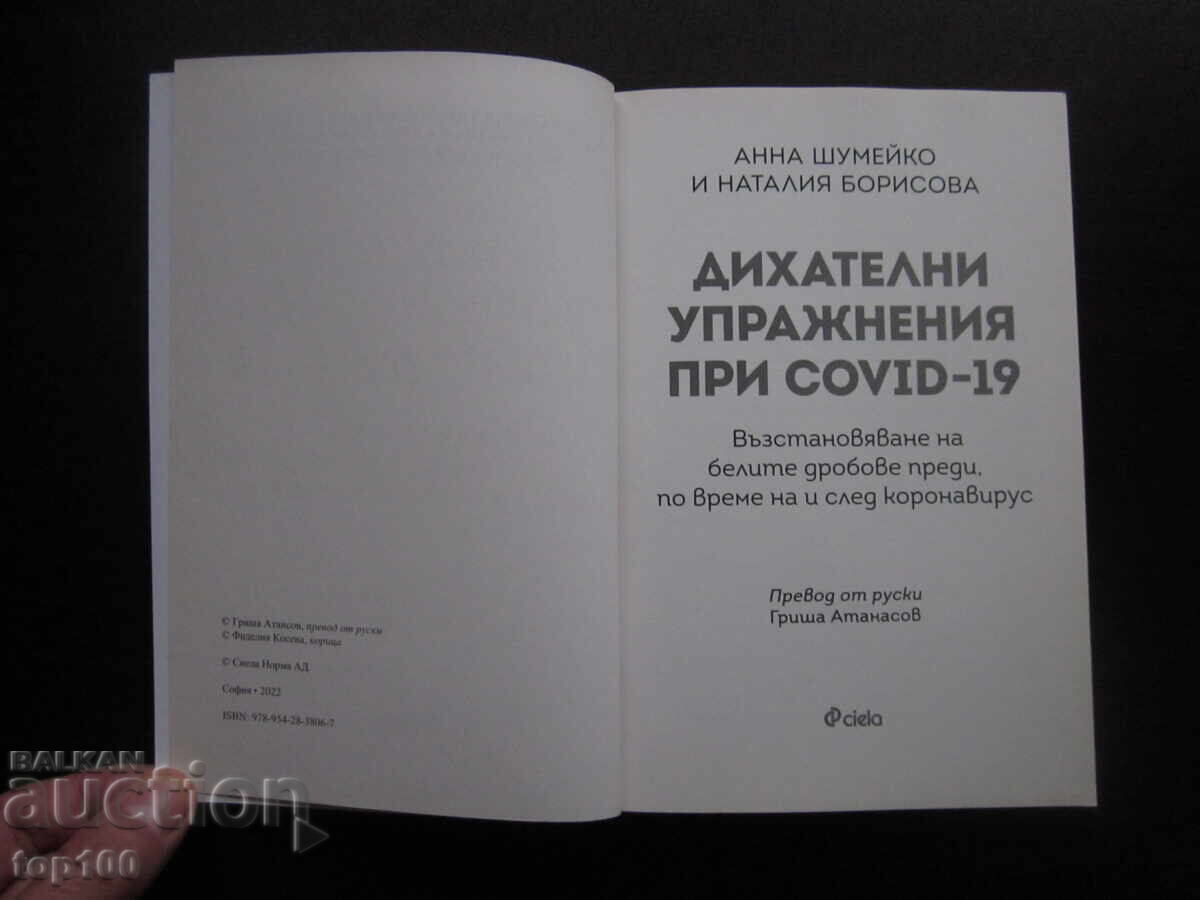 © Гриша Атансов, превод от руски
© Фиделия Косева, корица
© Сиела Норма АД
София • 2022
ISBN: 978-954-28-3806-7
АННА ШУМЕЙКО
И НАТАЛИЯ БОРИСОВА
ДИХАТЕЛНИ
УПРАЖНЕНИЯ
ПРИ COVID-19
Възстановяване на
белите дробове преди,
по време на и след коронавирус
Превод от руски
Гриша Атанасов
ciela
BALKAN
auction
top100